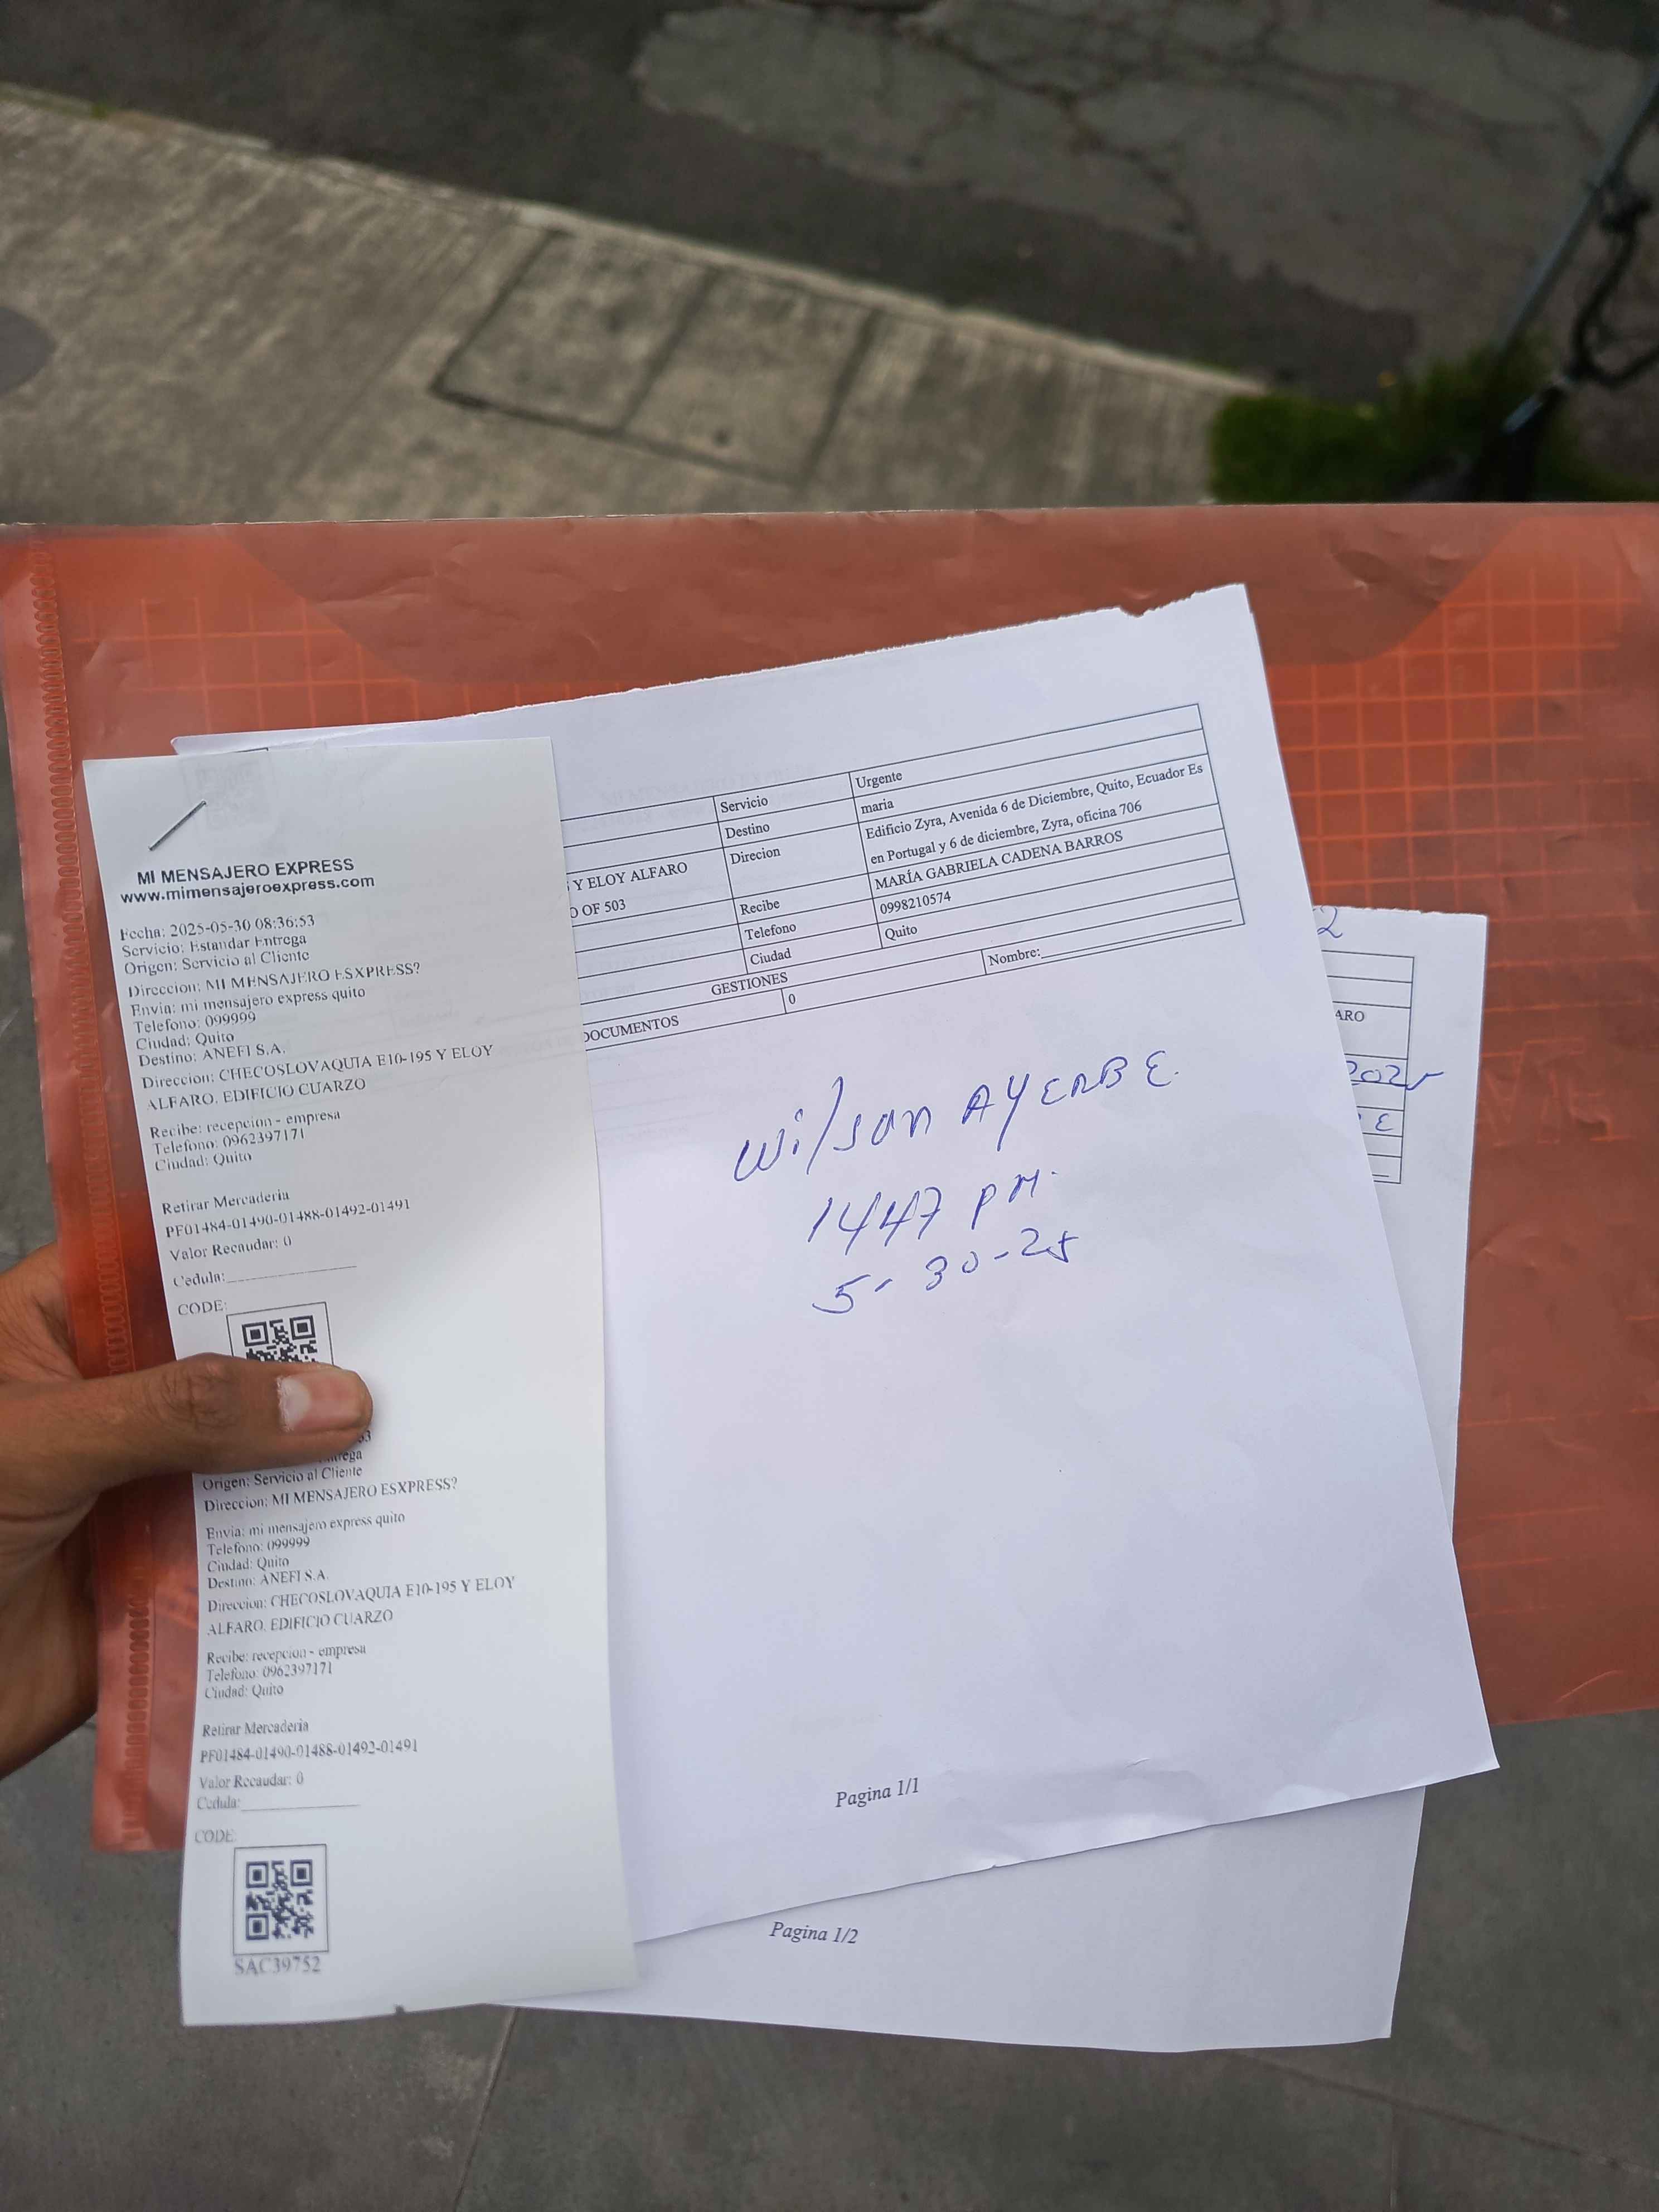 MI MENSAJERO EXPRESS
www.mimensajeroexpress.com
Fecha: 2025-05-30 08:36:53
Servicio: Estandar Entrega
Origen: Servicio al Cliente
Direccion: MI MENSAJERO ESXPRESS?
Envia: mi mensajero express quito
Telefono: 099999
Ciudad: Quito
Destino: ANEFI S.A.
Direccion: CHECOSLOVAQUIA E10-195 Y ELOY
ALFARO. EDIFICIO CUARZO
Recibe: recepcion - empresa
Telefono: 0962397171
Ciudad: Quito
Retirar Mercaderia
PF01484-01490-01488-01492-01491
Valor Recaudar: 0
Cedula:
CODE:
Origen: Servicio al Cliente
Direccion: MI MENSAJERO ESXPRESS?
Envia: mi mensajero express quito
Telefono: 099999
Ciudad: Quito
Destino: ANEFI S.A.
Direccion: CHECOSLOVAQUIA E10-195 Y ELOY
ALFARO. EDIFICIO CUARZO
Recibe: recepcion - empresa
Telefono: 0962397171
Ciudad: Quito
Retirar Mercaderia
PF01484-01490-01488-01492-01491
Valor Recaudar: 0
Cedula:
CODE:
SAC39752
Servicio Urgente
Destino maria
Direcion Edificio Zyra, Avenida 6 de Diciembre, Quito, Ecuador Es
en Portugal y 6 de diciembre, Zyra, oficina 706
Y ELOY ALFARO
OF 503
Recibe MARÍA GABRIELA CADENA BARROS
Telefono 0998210574
Ciudad Quito
GESTIONES
Nombre:
DOCUMENTOS 0
Wilson AYERBE.
1447 PM.
5-30-25
Pagina 1/1
2
ARO
2025
E
Pagina 1/2